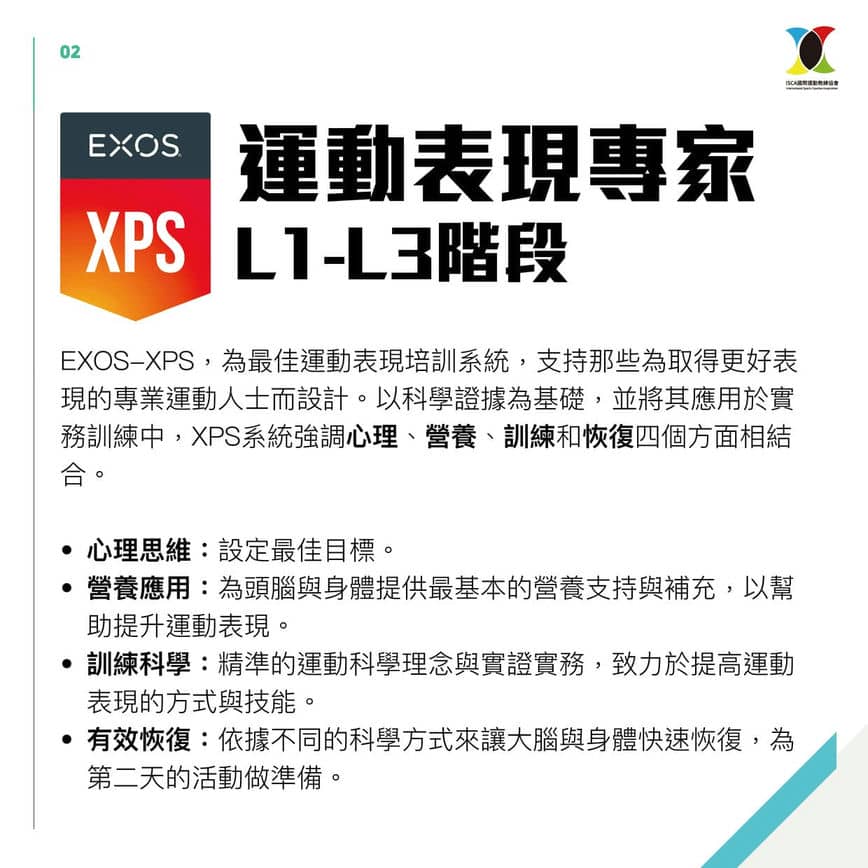 02
ISCA國際運動教練協會
International Sports Coaches Association
EXOS
XPS
運動表現專家
L1-L3階段
EXOS-XPS，為最佳運動表現培訓系統，支持那些為取得更好表
現的專業運動人士而設計。以科學證據為基礎，並將其應用於實
務訓練中，XPS系統強調心理、營養、訓練和恢復四個方面相結
合。
• 心理思維：設定最佳目標。
• 營養應用：為頭腦與身體提供最基本的營養支持與補充，以幫
助提升運動表現。
• 訓練科學：精準的運動科學理念與實證實務，致力於提高運動
表現的方式與技能。
• 有效恢復：依據不同的科學方式來讓大腦與身體快速恢復，為
第二天的活動做準備。